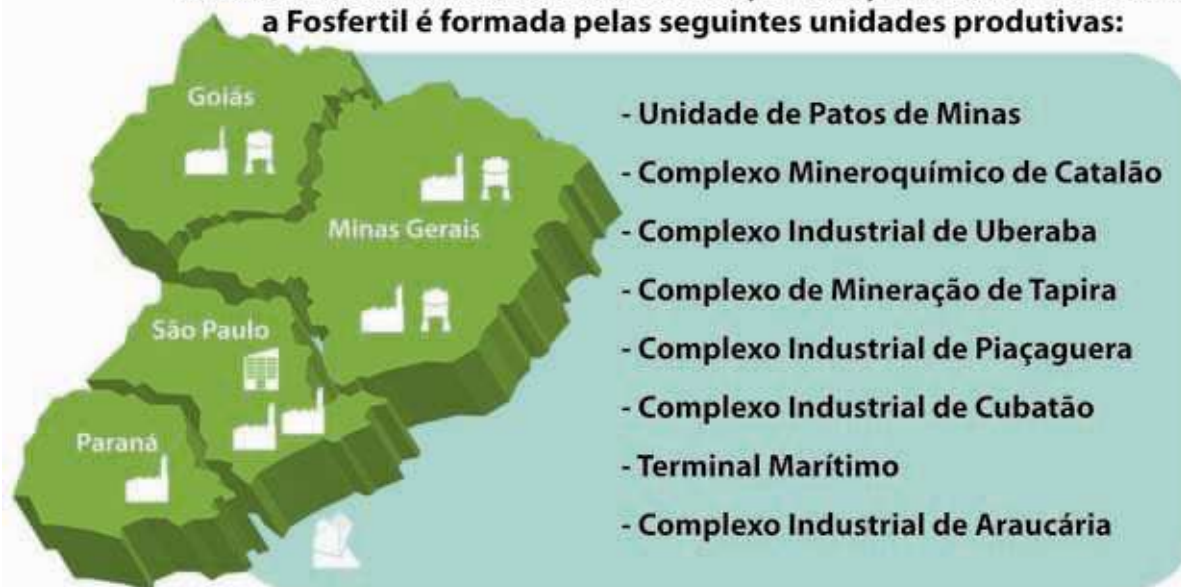 a Fosfertil é formada pelas seguintes unidades produtivas:
Goiás
Minas Gerais
São Paulo
Paraná
- Unidade de Patos de Minas
- Complexo Mineroquímico de Catalão
- Complexo Industrial de Uberaba
- Complexo de Mineração de Tapira
- Complexo Industrial de Piaçaguera
- Complexo Industrial de Cubatão
- Terminal Marítimo
- Complexo Industrial de Araucária